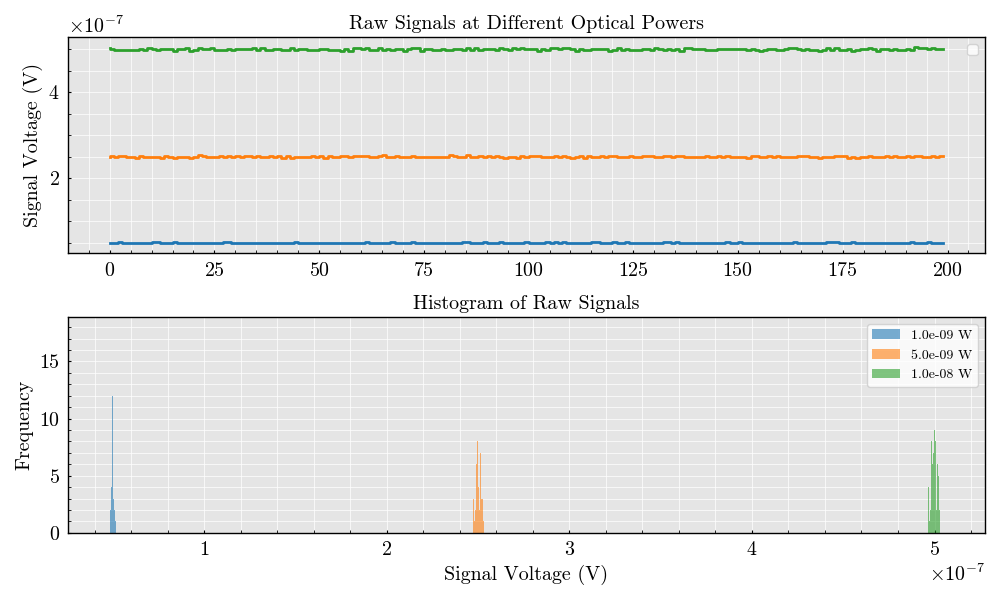 Raw Signals at Different Optical Powers
×10⁻⁷
Signal Voltage (V)
4
2
0 25 50 75 100 125 150 175 200
Histogram of Raw Signals
Frequency
15
10
5
0
1.0e-09 W
5.0e-09 W
1.0e-08 W
1 2 3 4 5
Signal Voltage (V)
×10⁻⁷